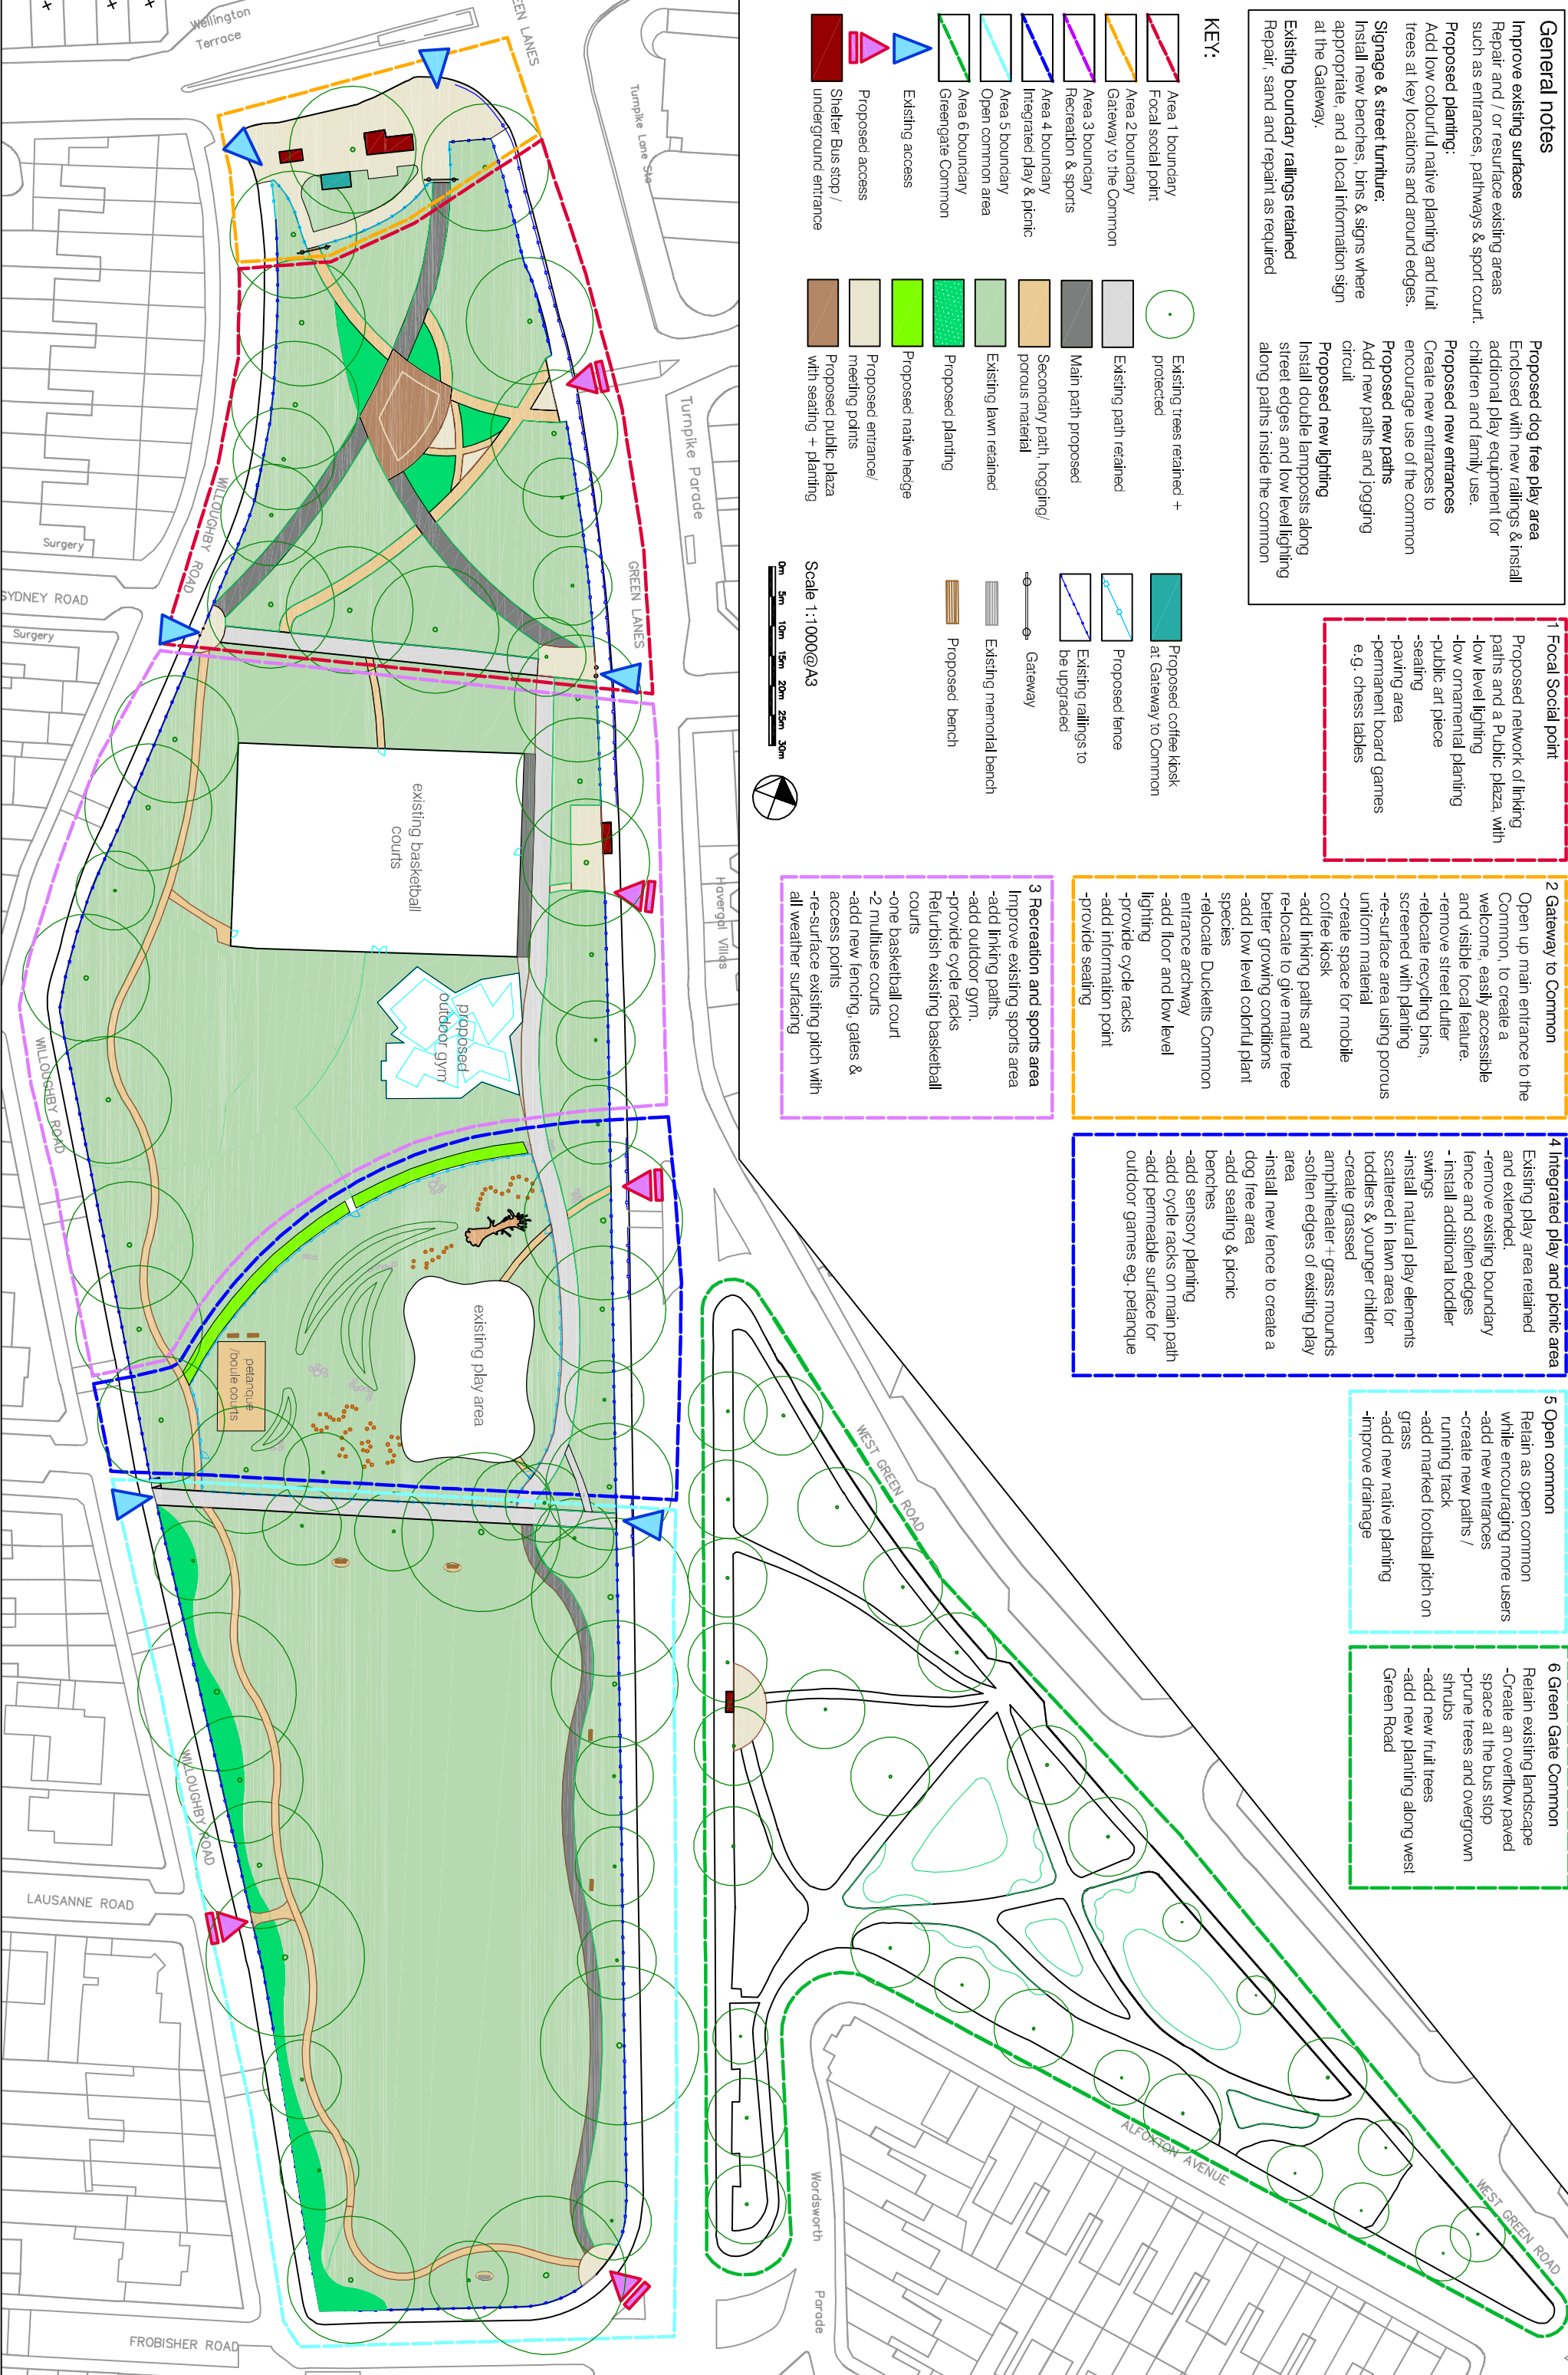 General notes
Improve existing surfaces
Repair and / or resurface existing areas
such as entrances, pathways & sport court.
Proposed planting:
Add low colourful native planting and fruit
trees at key locations and around edges.
Signage & street furniture:
Install new benches, bins & signs where
appropriate, and a local information sign
at the Gateway.
Existing boundary railings retained
Repair, sand and repaint as required
Proposed dog free play area
Enclosed with new railings & install
addional play equipment for
children and family use.
Proposed new entrances
Create new entrances to
encourage use of the common
Proposed new paths
Add new paths and jogging
circuit
Proposed new lighting
Install double lamposts along
street edges and low level lighting
along paths inside the common
KEY:
Area 1 boundary
Focal social point
Area 2 boundary
Gateway to the Common
Area 3 boundary
Recreation & sports
Area 4 boundary
Integrated play & picnic
Area 5 boundary
Open common area
Area 6 boundary
Greengate Common
Existing access
Proposed access
Shelter Bus stop /
underground entrance
Existing trees retained +
protected
Existing path retained
Main path proposed
Secondary path, hogging/
porous material
Existing lawn retained
Proposed planting
Proposed native hedge
Proposed entrance/
meeting points
Proposed public plaza
with seating + planting
Proposed coffee kiosk
at Gateway to Common
Proposed fence
Existing railings to
be upgraded
Gateway
Existing memorial bench
Proposed bench
Scale 1:1000@A3
0m 5m 10m 15m 20m 25m 30m
1 Focal Social point
Proposed network of linking
paths and a Public plaza, with
-low level lighting
-low ornamental planting
-public art piece
-seating
-paving area
-permanent board games
e.g. chess tables
2 Gateway to Common
Open up main entrance to the
Common, to create a
welcome, easily accessible
and visible focal feature.
-remove street clutter
-relocate recycling bins,
screened with planting
-re-surface area using porous
uniform material
-create space for mobile
coffee kiosk
-add linking paths and
re-locate to give mature tree
better growing conditions
-add low level colorful plant
species
-relocate Ducketts Common
entrance archway
-add floor and low level
lighting
-provide cycle racks
-add information point
-provide seating
3 Recreation and sports area
Improve existing sports area
-add linking paths.
-add outdoor gym.
-provide cycle racks
Refurbish existing basketball
courts
-one basketball court
-2 multiuse courts
-add new fencing, gates &
access points
-re-surface existing pitch with
all weather surfacing
4 Integrated play and picnic area
Existing play area retained
and extended.
-remove existing boundary
fence and soften edges
- install additional toddler
swings
-install natural play elements
scattered in lawn area for
toddlers & younger children
-create grassed
amphitheater+grass mounds
-soften edges of existing play
area
-install new fence to create a
dog free area
-add seating & picnic
benches
-add sensory planting
-add cycle racks on main path
-add permeable surface for
outdoor games eg. petanque
5 Open common
Retain as open common
while encouraging more users
-add new entrances
-create new paths /
running track
-add marked football pitch on
grass
-add new native planting
-improve drainage
6 Green Gate Common
Retain existing landscape
-Create an overflow paved
space at the bus stop
-prune trees and overgrown
shrubs
-add new fruit trees
-add new planting along west
Green Road
Wellington
Terrace
EEN LANES
Turnpike Lane Sta
Turnpike Parade
GREEN LANES
WILLOUGHBY ROAD
Surgery
SYDNEY ROAD
Surgery
existing basketball
courts
Havergal Villas
proposed
Outdoor gym
WILLOUGHBY ROAD
existing play area
petanque
/boule courts
WEST GREEN ROAD
WILLOUGHBY ROAD
LAUSANNE ROAD
FROBISHER ROAD
ALFOXTON AVENUE
WEST GREEN ROAD
Wordsworth
Parade